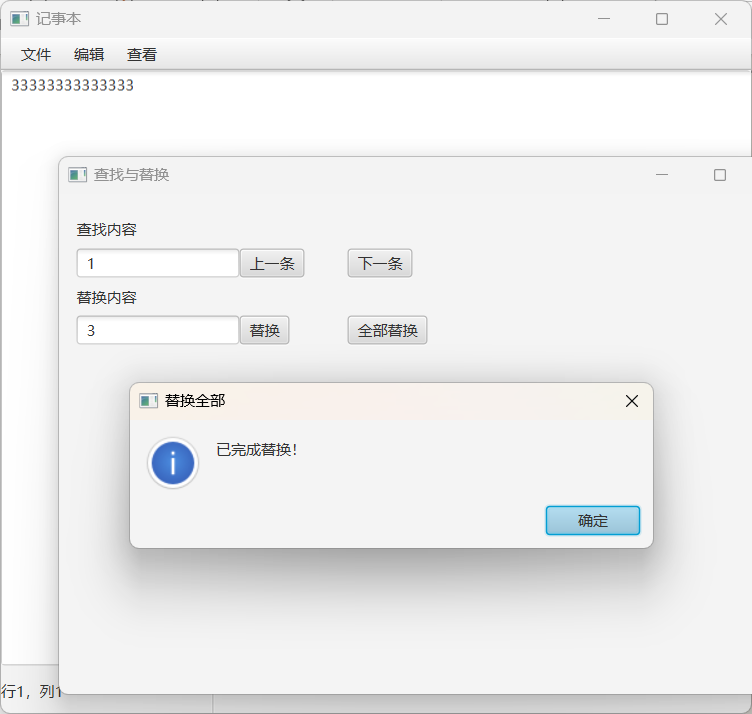 记事本
文件 编辑 查看
33333333333333
查找与替换
查找内容
1 上一条 下一条
替换内容
3 替换 全部替换
替换全部
已完成替换！
确定
行1，列1